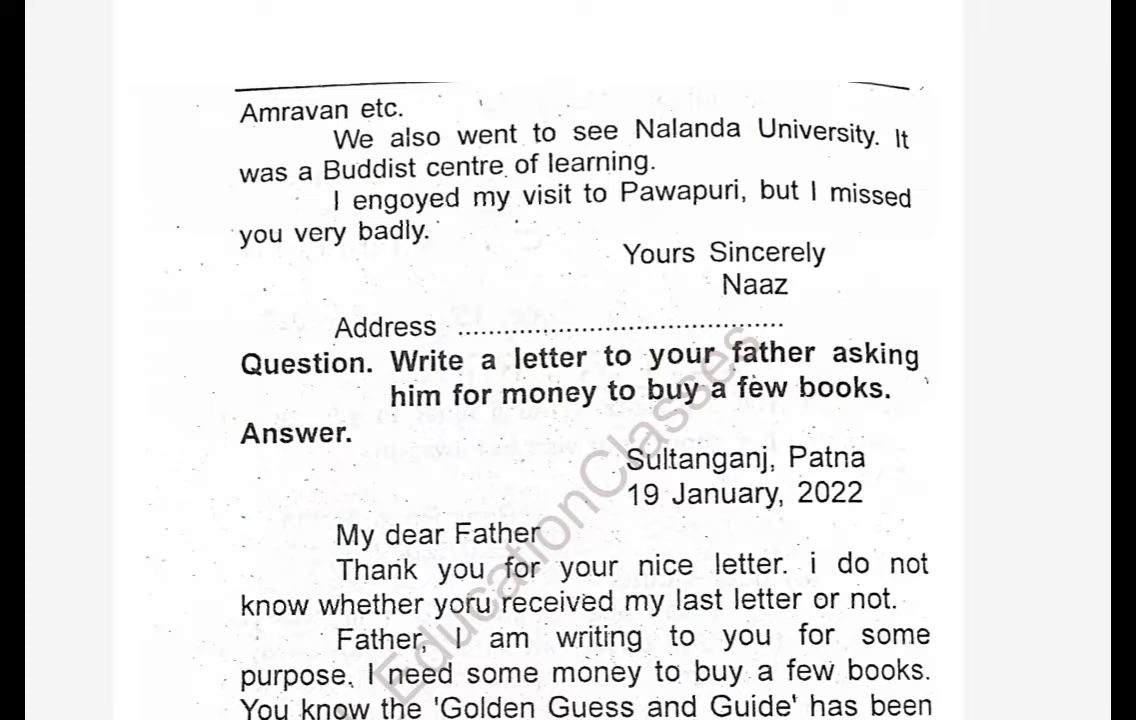 Amravan etc.
We also went to see Nalanda University. It
was a Buddist centre of learning.
I engoyed my visit to Pawapuri, but I missed
you very badly.
Yours Sincerely
Naaz
Address ..........................................
Question. Write a letter to your father asking
him for money to buy a few books.
Answer.
Sultanganj, Patna
19 January, 2022
My dear Father
Thank you for your nice letter. i do not
know whether yoru received my last letter or not.
Father, I am writing to you for some
purpose. I need some money to buy a few books.
You know the 'Golden Guess and Guide' has been
EducationClasses